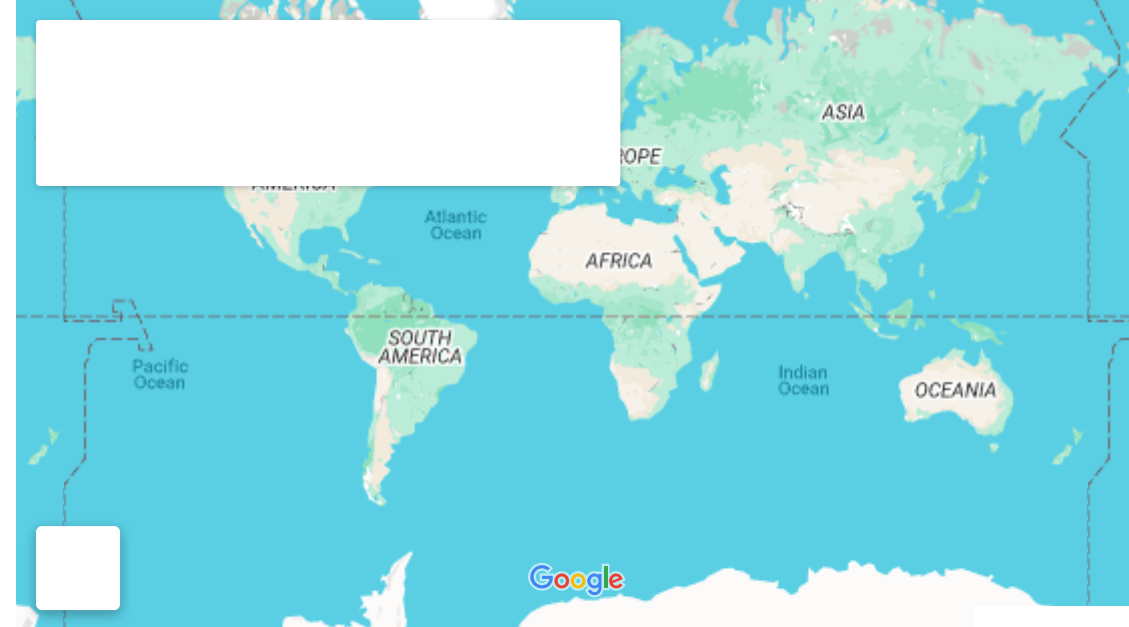 ASIA
ROPE
AMERICA
Atlantic
Ocean
AFRICA
SOUTH
AMERICA
Pacific
Ocean
Indian
Ocean
OCEANIA
Google